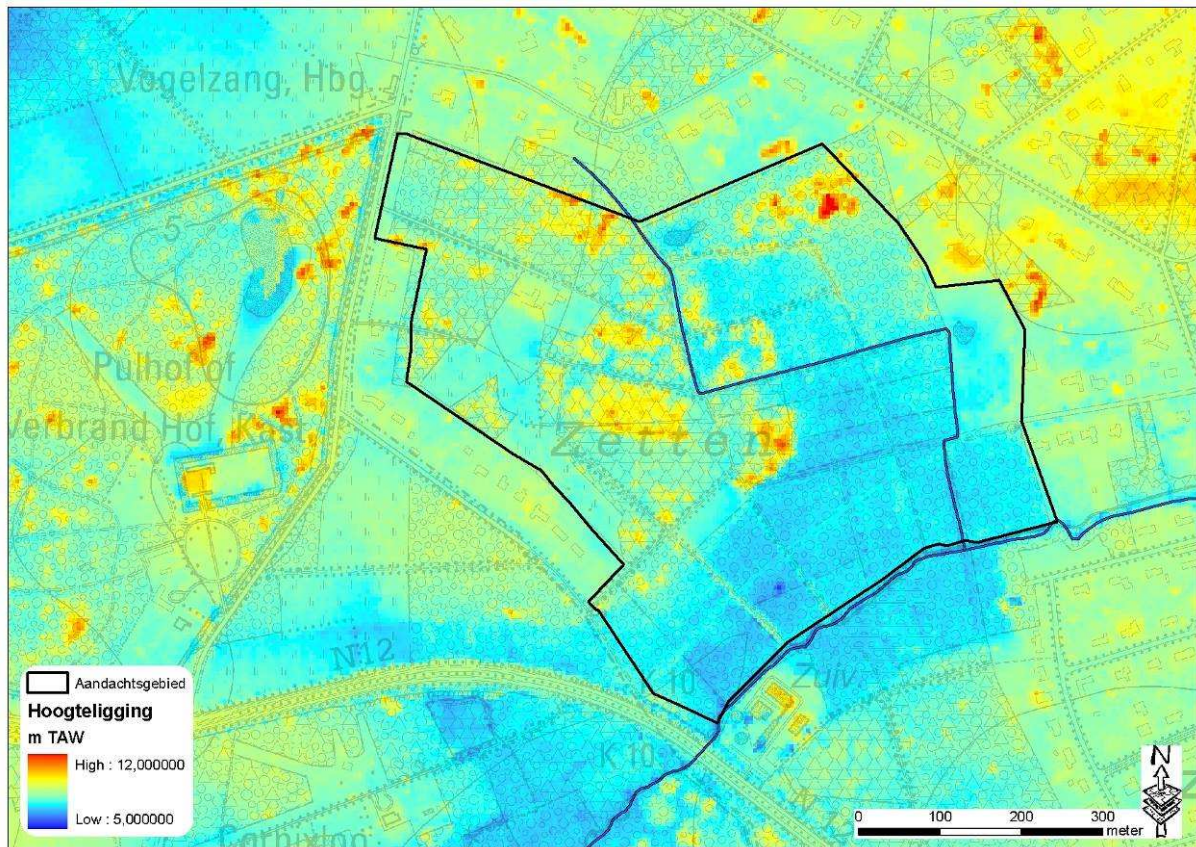 Vogelzang, Hbg.
5
Pulhof of
Verbrand Hof, Kast
Zetten
N12
10
Zuiv.
K 10
Aandachtsgebied
Hoogteligging
m TAW
High : 12,000000
Low : 5,000000
N
0 100 200 300
meter